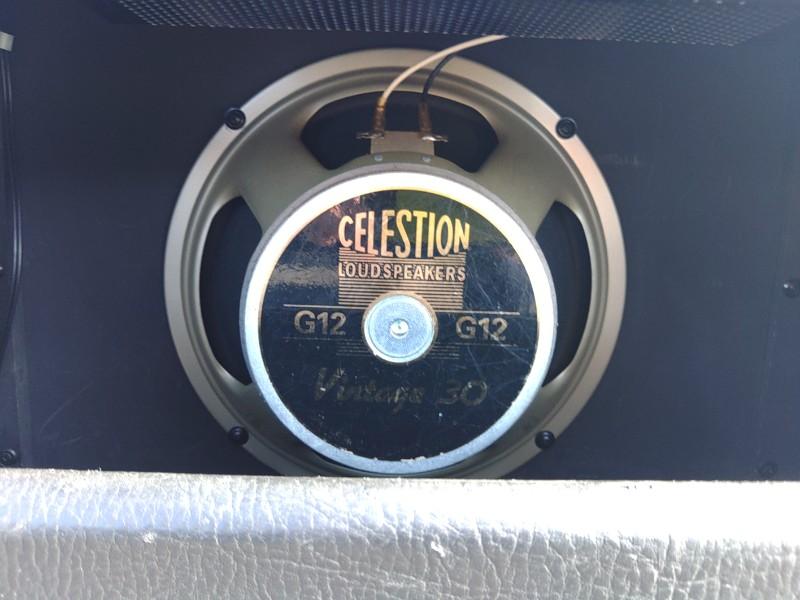 CELESTION
LOUDSPEAKERS
G12 G12
Vintage 30